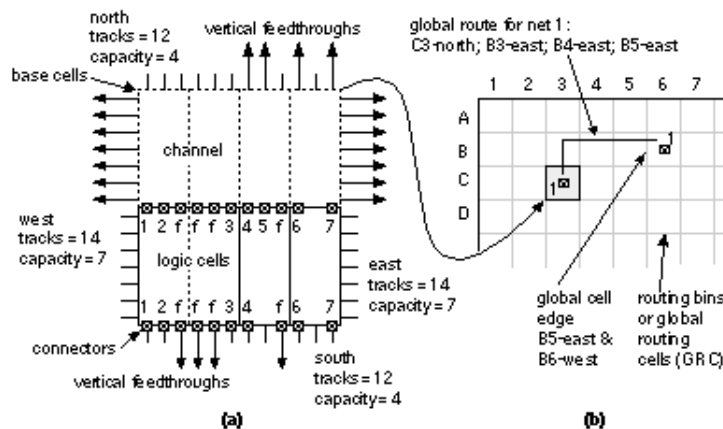 north
tracks = 12
capacity = 4
vertical feedthroughs
base cells
channel
west
tracks = 14
capacity = 7
1 2 f f f 3 4 5 f 6 7
logic cells
1 2 f f f 3 4 f 6 7
east
tracks = 14
capacity = 7
connectors
vertical feedthroughs
south
tracks = 12
capacity = 4
(a)
global route for net 1:
C3-north; B3-east; B4-east; B5-east
1 2 3 4 5 6 7
A
B
C
D
1
1
global cell
edge
B5-east &
B6-west
routing bins
or global
routing
cells (GRC)
(b)